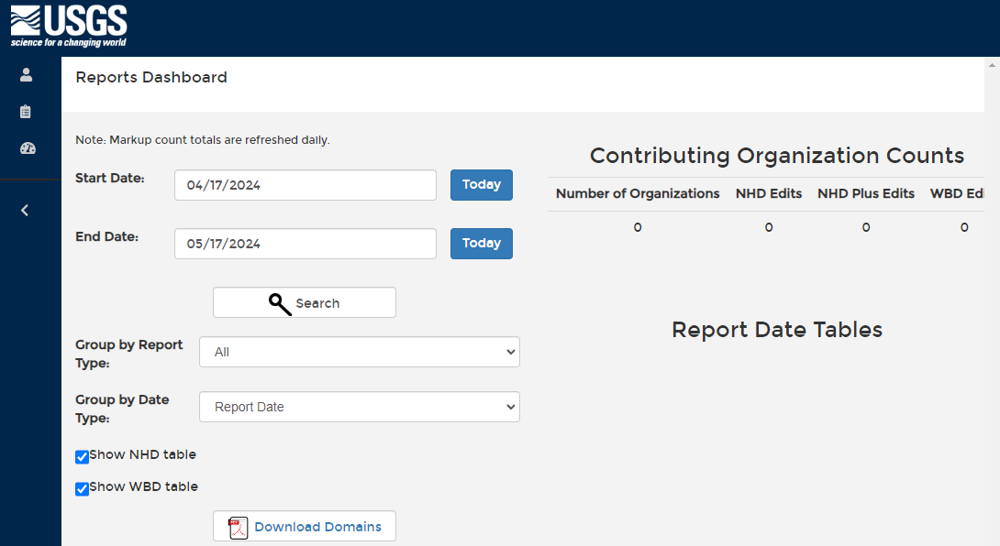 USGS
science for a changing world
Reports Dashboard
Note: Markup count totals are refreshed daily.
Start Date:
04/17/2024
Today
End Date:
05/17/2024
Today
Search
Group by Report
Type:
All
Group by Date
Type:
Report Date
Show NHD table
Show WBD table
PDF
Download Domains
Contributing Organization Counts
Number of Organizations NHD Edits NHD Plus Edits WBD Edi
0 0 0 0
Report Date Tables